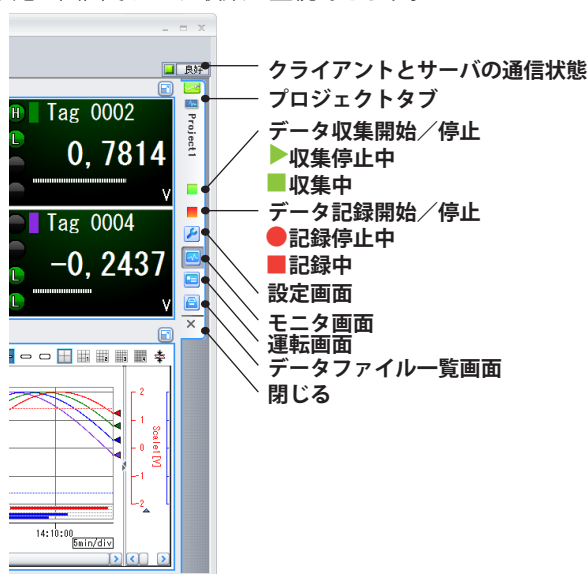 良好
クライアントとサーバの通信状態
プロジェクトタブ
Project1
H
Tag 0002
L
0,7814
V
データ収集開始／停止
収集停止中
収集中
データ記録開始／停止
記録停止中
記録中
Tag 0004
L
-0,2437
L
V
設定画面
モニタ画面
運転画面
データファイル一覧画面
閉じる
2
1
0
-1
-2
Scale1[V]
14:10:00
5min/div